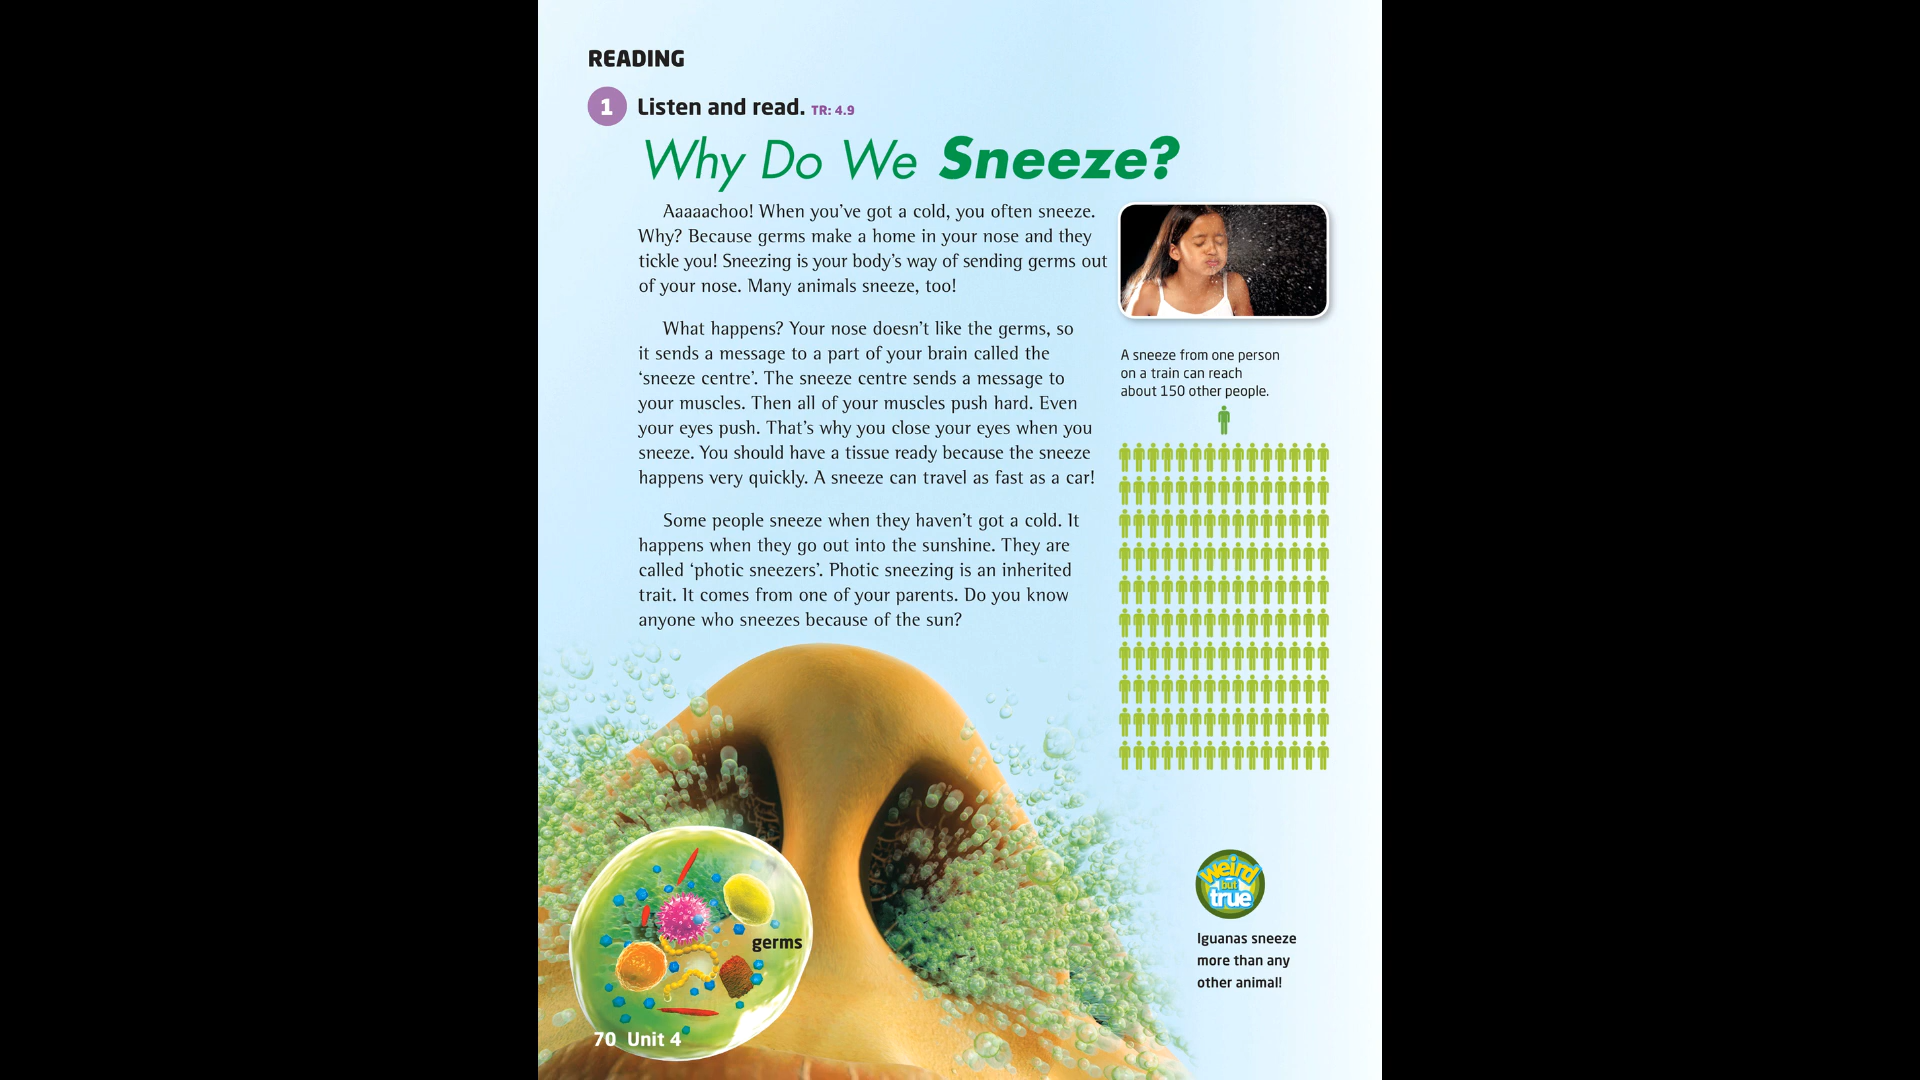 READING
1 Listen and read. TR: 4.9
Why Do We Sneeze?
Aaaaachoo! When you've got a cold, you often sneeze.
Why? Because germs make a home in your nose and they
tickle you! Sneezing is your body's way of sending germs out
of your nose. Many animals sneeze, too!
What happens? Your nose doesn't like the germs, so
it sends a message to a part of your brain called the
‘sneeze centre’. The sneeze centre sends a message to
your muscles. Then all of your muscles push hard. Even
your eyes push. That's why you close your eyes when you
sneeze. You should have a tissue ready because the sneeze
happens very quickly. A sneeze can travel as fast as a car!
Some people sneeze when they haven't got a cold. It
happens when they go out into the sunshine. They are
called ‘photic sneezers’. Photic sneezing is an inherited
trait. It comes from one of your parents. Do you know
anyone who sneezes because of the sun?
A sneeze from one person
on a train can reach
about 150 other people.
germs
weird
but
true
Iguanas sneeze
more than any
other animal!
70 Unit 4